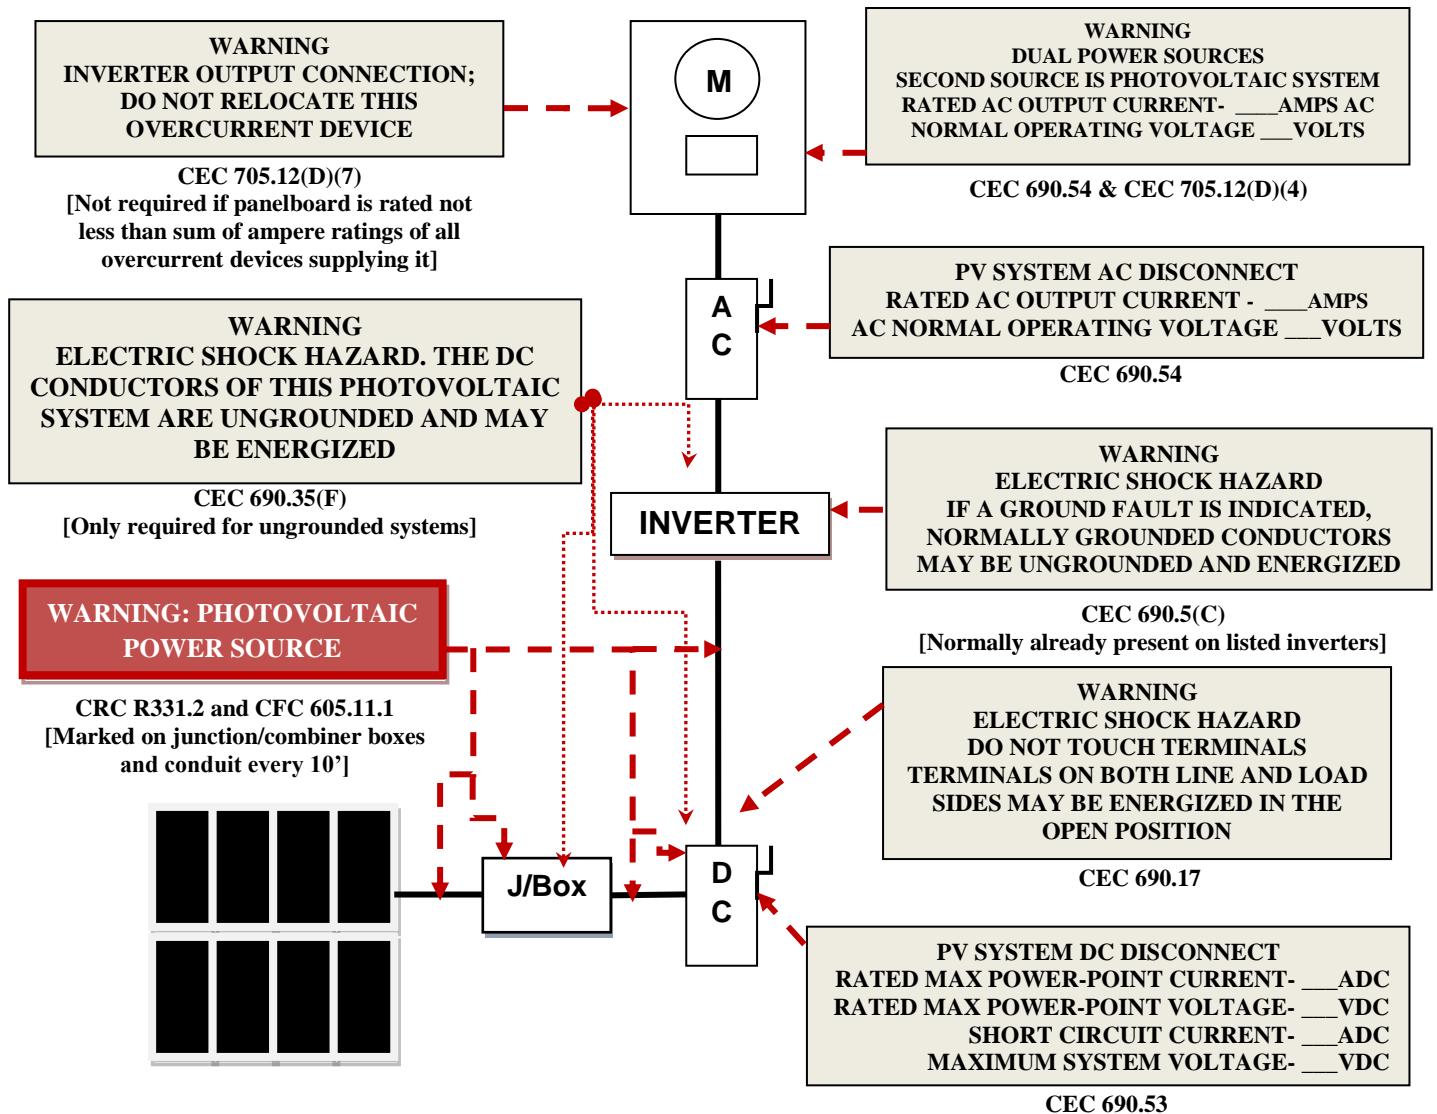 WARNING
INVERTER OUTPUT CONNECTION;
DO NOT RELOCATE THIS
OVERCURRENT DEVICE
CEC 705.12(D)(7)
[Not required if panelboard is rated not
less than sum of ampere ratings of all
overcurrent devices supplying it]
M
WARNING
DUAL POWER SOURCES
SECOND SOURCE IS PHOTOVOLTAIC SYSTEM
RATED AC OUTPUT CURRENT- ____AMPS AC
NORMAL OPERATING VOLTAGE ___VOLTS
CEC 690.54 & CEC 705.12(D)(4)
A
C
PV SYSTEM AC DISCONNECT
RATED AC OUTPUT CURRENT - ____AMPS
AC NORMAL OPERATING VOLTAGE ___VOLTS
CEC 690.54
WARNING
ELECTRIC SHOCK HAZARD. THE DC
CONDUCTORS OF THIS PHOTOVOLTAIC
SYSTEM ARE UNGROUNDED AND MAY
BE ENERGIZED
CEC 690.35(F)
[Only required for ungrounded systems]
INVERTER
WARNING
ELECTRIC SHOCK HAZARD
IF A GROUND FAULT IS INDICATED,
NORMALLY GROUNDED CONDUCTORS
MAY BE UNGROUNDED AND ENERGIZED
CEC 690.5(C)
[Normally already present on listed inverters]
WARNING: PHOTOVOLTAIC
POWER SOURCE
CRC R331.2 and CFC 605.11.1
[Marked on junction/combiner boxes
and conduit every 10’]
WARNING
ELECTRIC SHOCK HAZARD
DO NOT TOUCH TERMINALS
TERMINALS ON BOTH LINE AND LOAD
SIDES MAY BE ENERGIZED IN THE
OPEN POSITION
CEC 690.17
J/Box
D
C
PV SYSTEM DC DISCONNECT
RATED MAX POWER-POINT CURRENT- ___ADC
RATED MAX POWER-POINT VOLTAGE- ___VDC
SHORT CIRCUIT CURRENT- ___ADC
MAXIMUM SYSTEM VOLTAGE- ___VDC
CEC 690.53